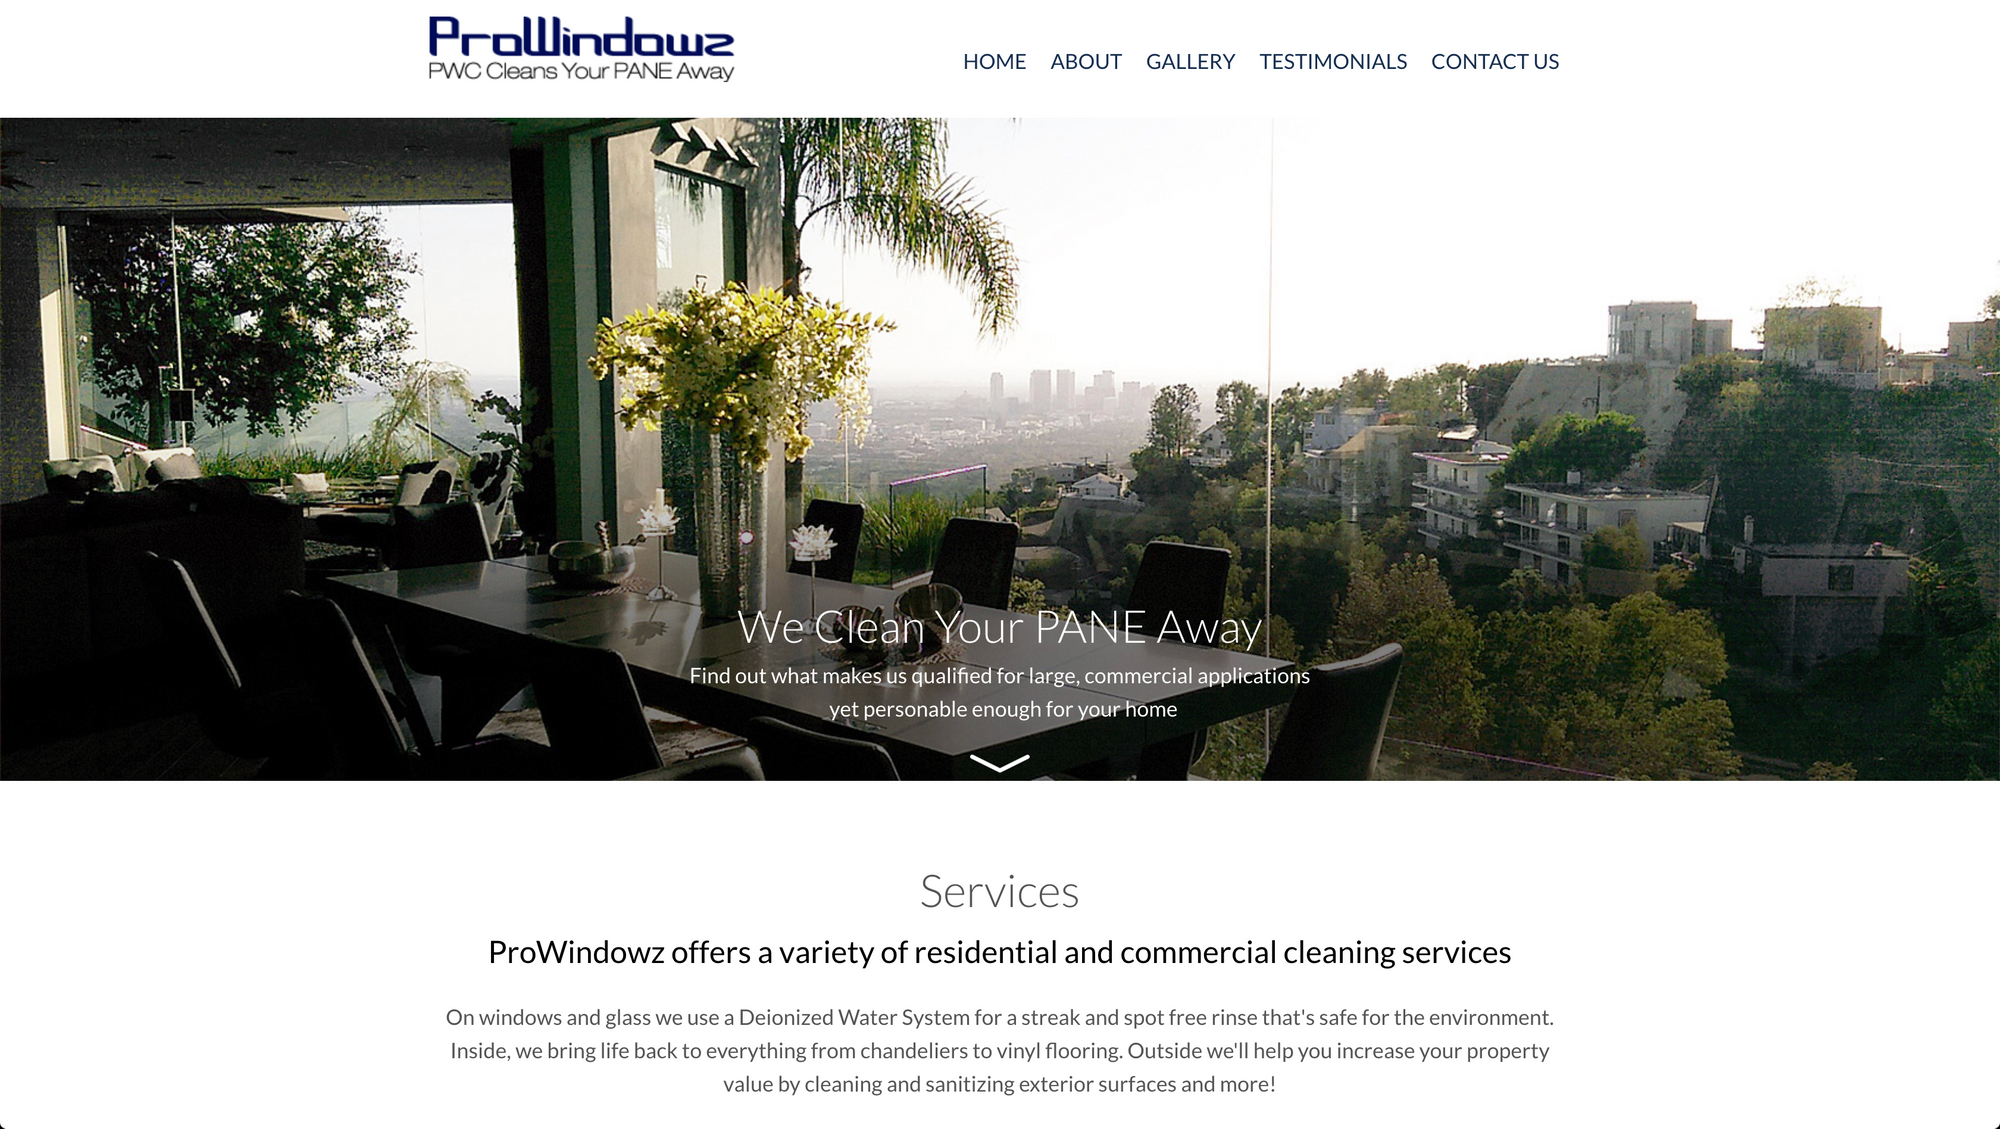 ProWindowz
PWC Cleans Your PANE Away
HOME ABOUT GALLERY TESTIMONIALS CONTACT US
We Clean Your PANE Away
Find out what makes us qualified for large, commercial applications
yet personable enough for your home
Services
ProWindowz offers a variety of residential and commercial cleaning services
On windows and glass we use a Deionized Water System for a streak and spot free rinse that's safe for the environment.
Inside, we bring life back to everything from chandeliers to vinyl flooring. Outside we'll help you increase your property
value by cleaning and sanitizing exterior surfaces and more!